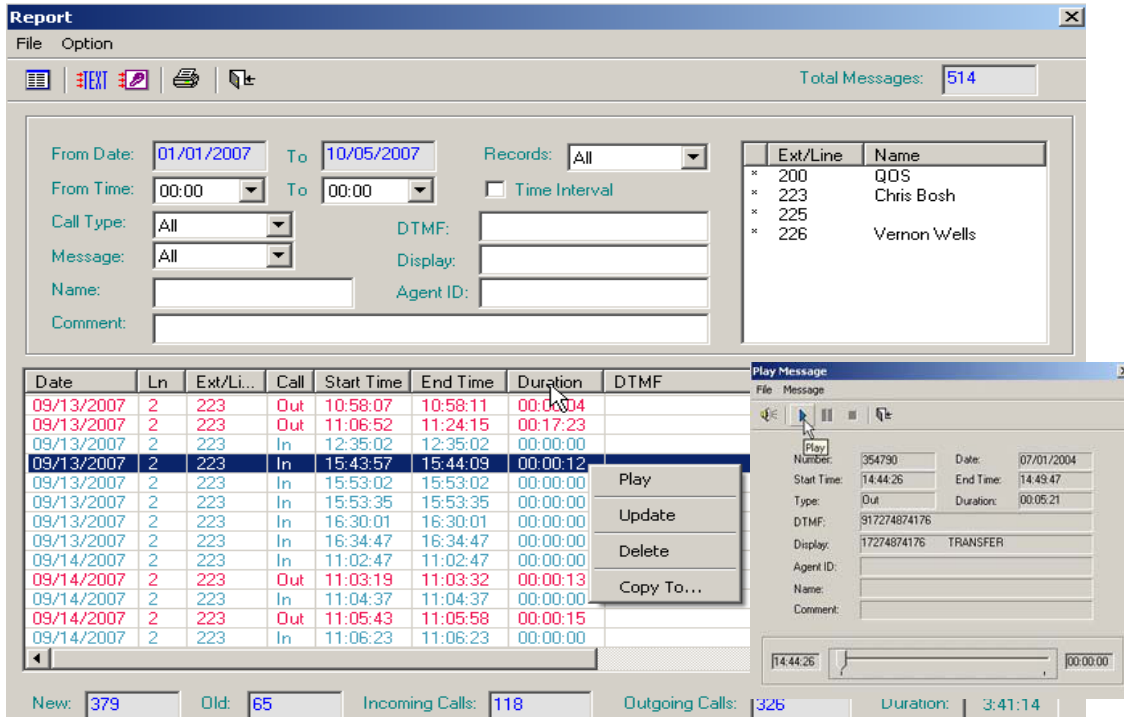 Report
File Option
TEXT Total Messages: 514
From Date: 01/01/2007 To 10/05/2007 Records: All
From Time: 00:00 To 00:00 Time Interval
Call Type: All DTMF:
Message: All Display:
Name: Agent ID:
Comment:
Ext/Line Name
* 200 QOS
* 223 Chris Bosh
* 225
* 226 Vernon Wells
Date Ln Ext/Li... Call Start Time End Time Duration DTMF
09/13/2007 2 223 Out 10:58:07 10:58:11 00:00:04
09/13/2007 2 223 Out 11:06:52 11:24:15 00:17:23
09/13/2007 2 223 In 12:35:02 12:35:02 00:00:00
09/13/2007 2 223 In 15:43:57 15:44:09 00:00:12
09/13/2007 2 223 In 15:53:02 15:53:02 00:00:00
09/13/2007 2 223 In 15:53:35 15:53:35 00:00:00
09/13/2007 2 223 In 16:30:01 16:30:01 00:00:00
09/13/2007 2 223 In 16:34:47 16:34:47 00:00:00
09/14/2007 2 223 In 11:02:47 11:02:47 00:00:00
09/14/2007 2 223 Out 11:03:19 11:03:32 00:00:13
09/14/2007 2 223 In 11:04:37 11:04:37 00:00:00
09/14/2007 2 223 Out 11:05:43 11:05:58 00:00:15
09/14/2007 2 223 In 11:06:23 11:06:23 00:00:00
Play
Update
Delete
Copy To...
Play Message
File Message
Play
Number: 354790 Date: 07/01/2004
Start Time: 14:44:26 End Time: 14:49:47
Type: Out Duration: 00:05:21
DTMF: 917274874176
Display: 17274874176 TRANSFER
Agent ID:
Name:
Comment:
14:44:26 00:00:00
New: 379 Old: 65 Incoming Calls: 118 Outgoing Calls: 326 Duration: 3:41:14